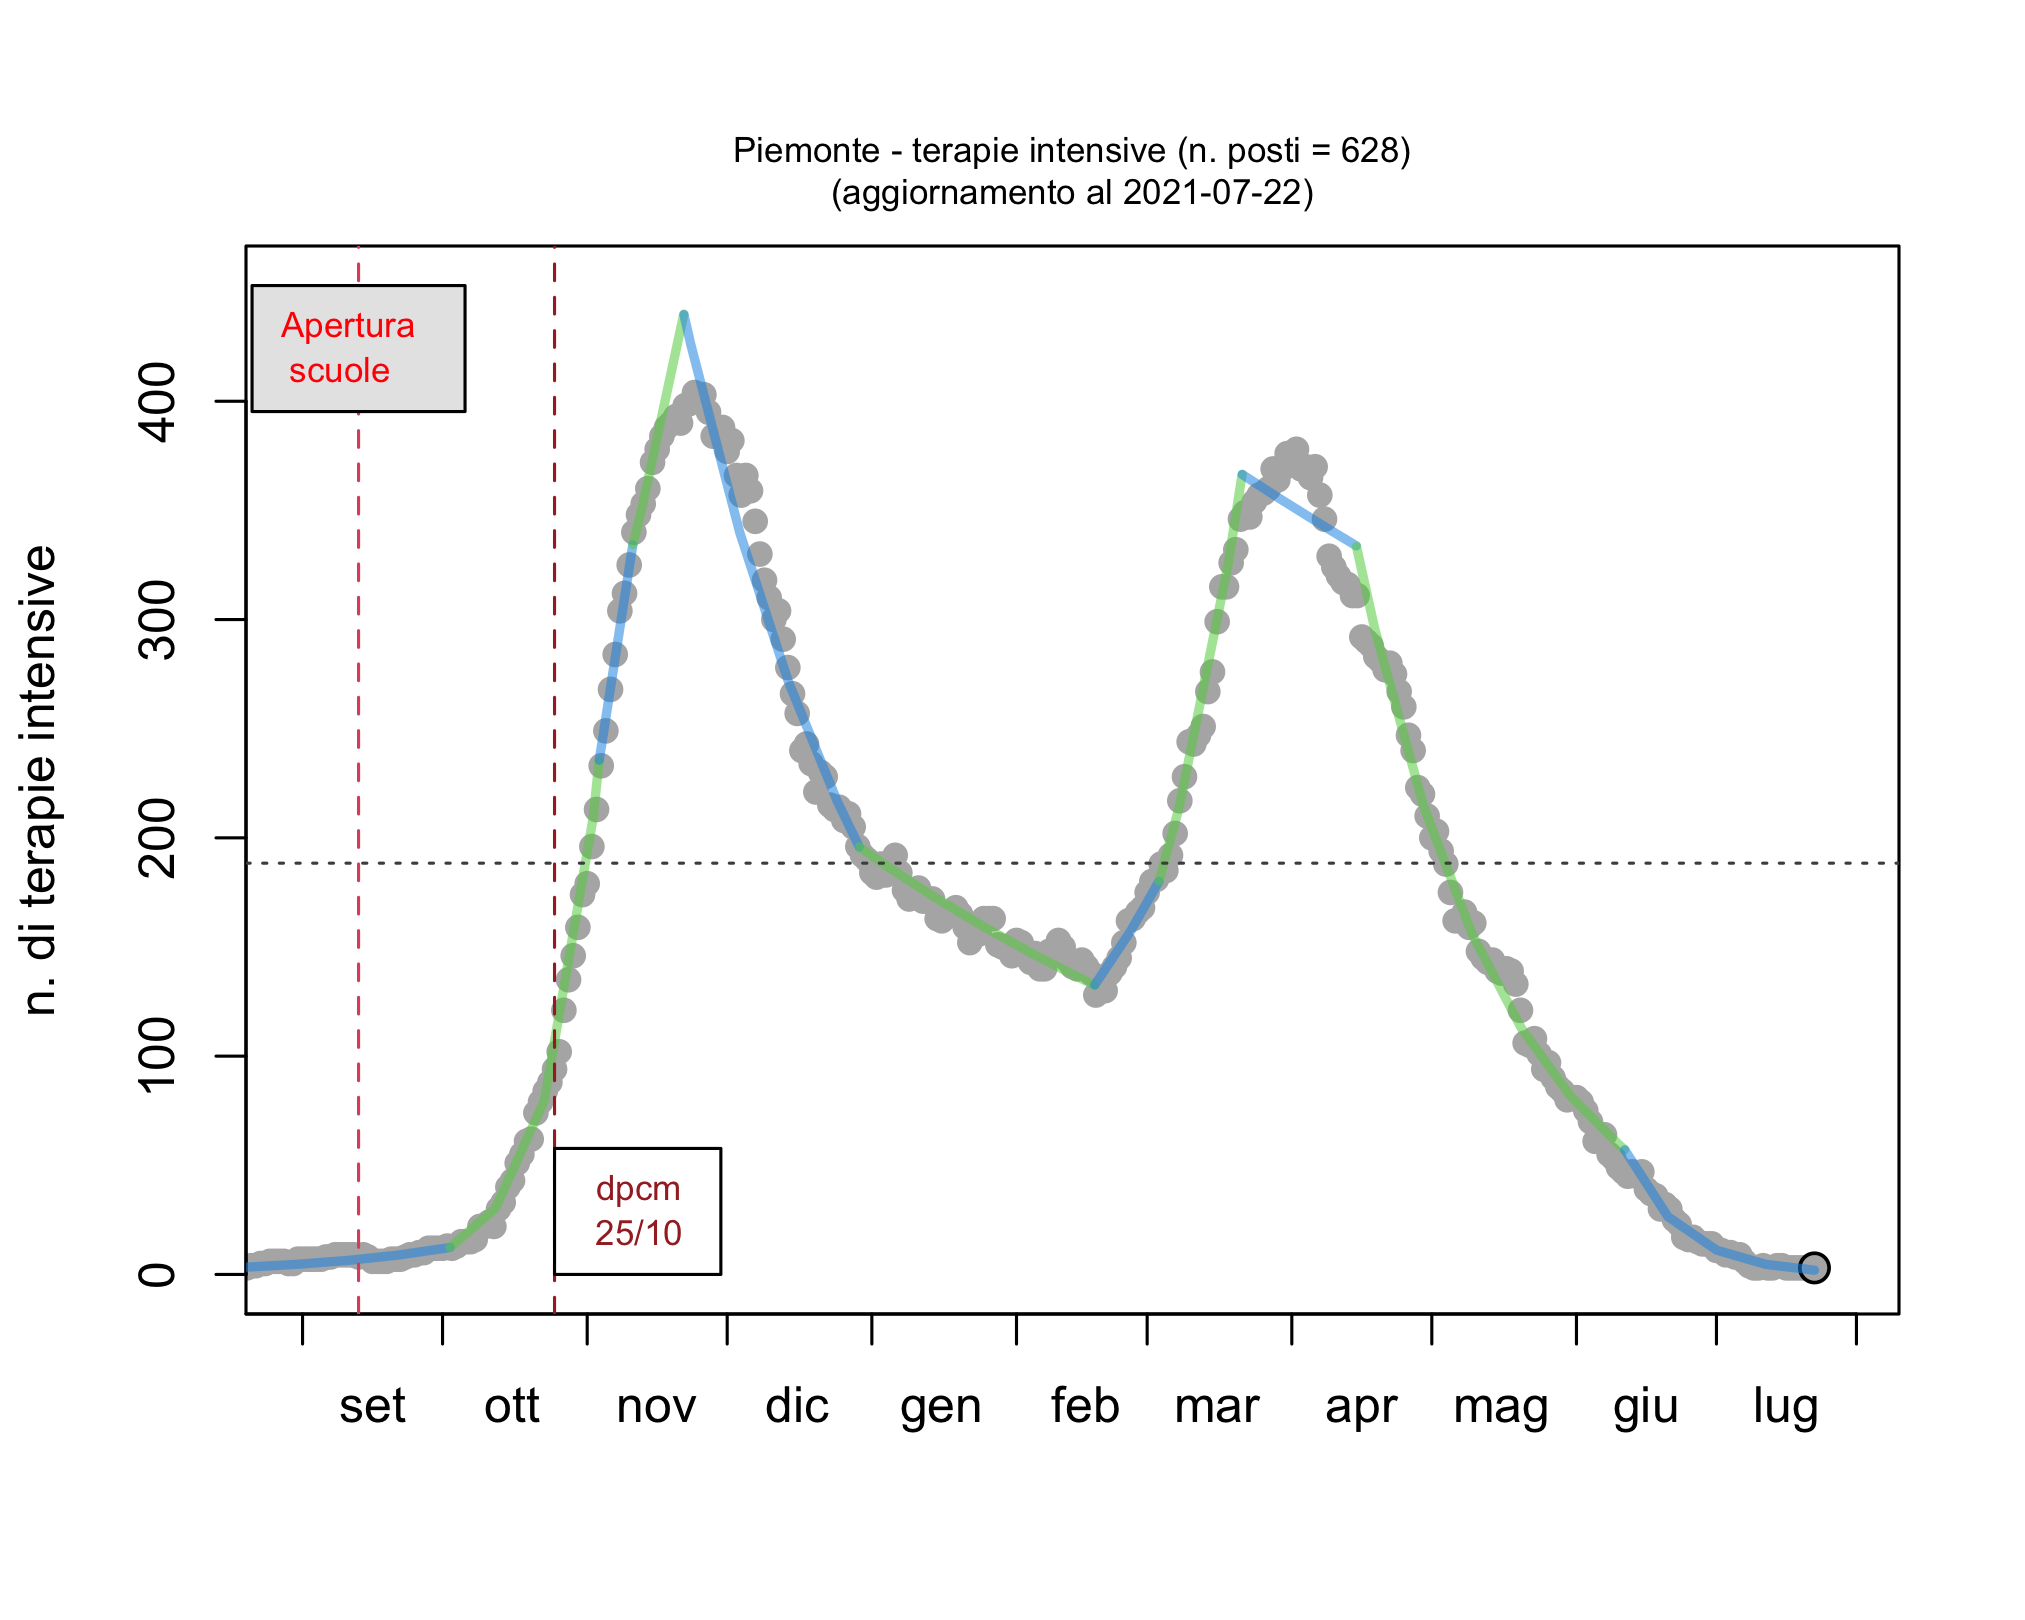 Piemonte - terapie intensive (n. posti = 628)
(aggiornamento al 2021-07-22)
n. di terapie intensive
400
300
200
100
0
Apertura
scuole
dpcm
25/10
set ott nov dic gen feb mar apr mag giu lug